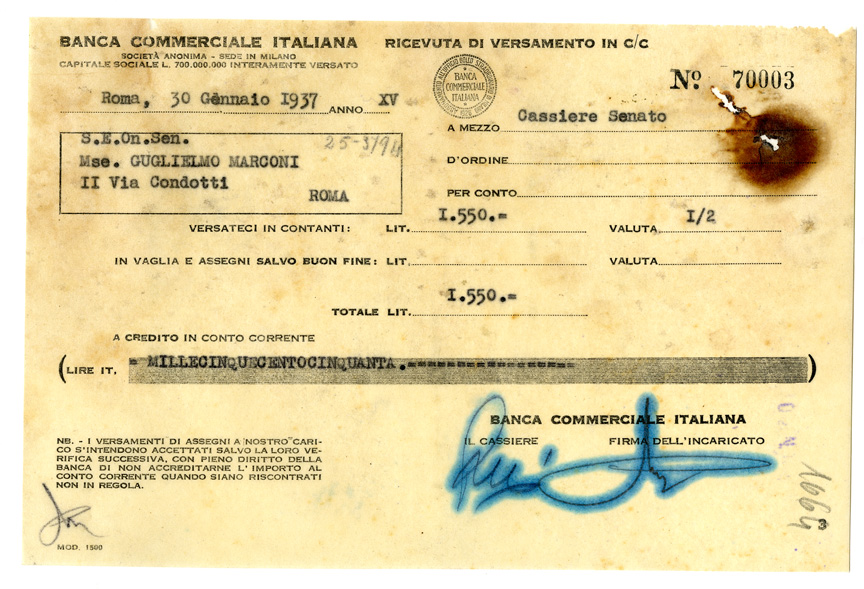 BANCA COMMERCIALE ITALIANA
SOCIETÀ ANONIMA - SEDE IN MILANO
CAPITALE SOCIALE L. 700.000.000 INTERAMENTE VERSATO
RICEVUTA DI VERSAMENTO IN C/C
BANCA
COMMERCIALE
ITALIANA
Nº 70003
Roma, 30 Gennaio 1937 ANNO XV
S.E.On.Sen.
Mse. GUGLIELMO MARCONI
II Via Condotti
ROMA
A MEZZO Cassiere Senato
D'ORDINE
PER CONTO
VERSATECI IN CONTANTI: LIT. I.550.= VALUTA I/2
IN VAGLIA E ASSEGNI SALVO BUON FINE: LIT. VALUTA
TOTALE LIT. I.550.=
A CREDITO IN CONTO CORRENTE
(LIRE IT. = MILLECINQUECENTOCINQUANTA.=================)
BANCA COMMERCIALE ITALIANA
IL CASSIERE FIRMA DELL'INCARICATO
NB. - I VERSAMENTI DI ASSEGNI A NOSTRO CARI-
CO S'INTENDONO ACCETTATI SALVO LA LORO VE-
RIFICA SUCCESSIVA, CON PIENO DIRITTO DELLA
BANCA DI NON ACCREDITARNE L'IMPORTO AL
CONTO CORRENTE QUANDO SIANO RISCONTRATI
NON IN REGOLA.
MOD. 1500
1664
3